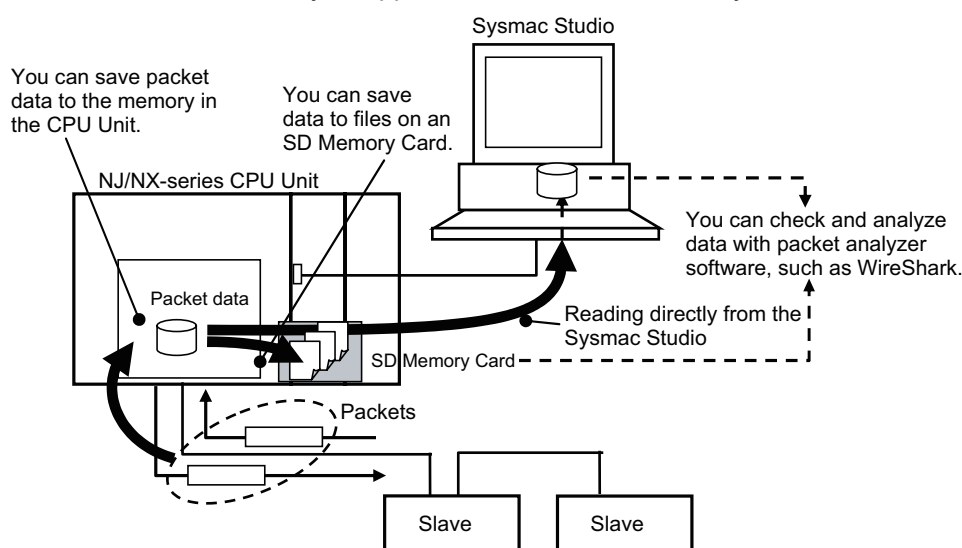 Sysmac Studio
You can save packet
data to the memory in
the CPU Unit.
You can save
data to files on an
SD Memory Card.
NJ/NX-series CPU Unit
You can check and analyze
data with packet analyzer
software, such as WireShark.
Packet data
Reading directly from the
Sysmac Studio
SD Memory Card
Packets
Slave
Slave